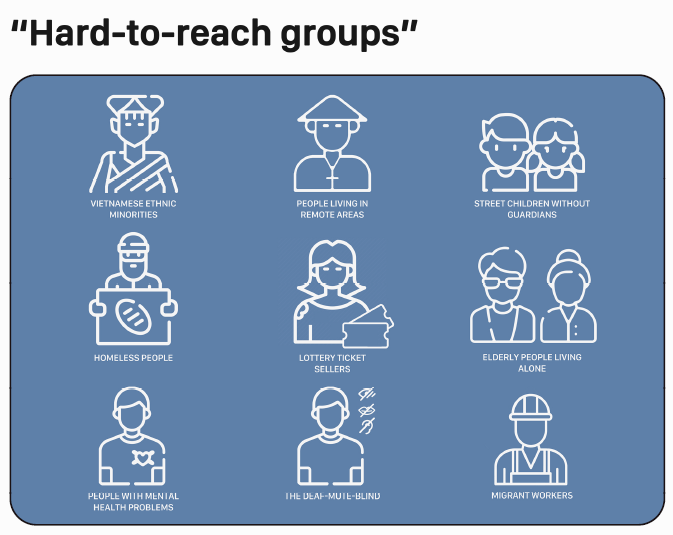 “Hard-to-reach groups”
VIETNAMESE ETHNIC
MINORITIES
PEOPLE LIVING IN
REMOTE AREAS
STREET CHILDREN WITHOUT
GUARDIANS
HOMELESS PEOPLE
LOTTERY TICKET
SELLERS
ELDERLY PEOPLE LIVING
ALONE
PEOPLE WITH MENTAL
HEALTH PROBLEMS
THE DEAF-MUTE-BLIND
MIGRANT WORKERS